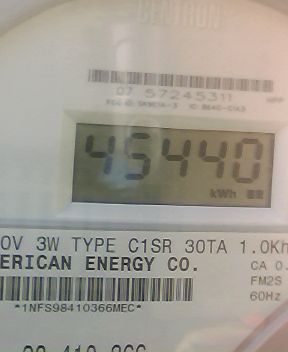 CENTRON
07 57245311
45440
kWh
0V 3W TYPE C1SR 30TA 1.0Kh
ERICAN ENERGY CO.
CA 0.
FM2S
60Hz
*1NFS98410366MEC*